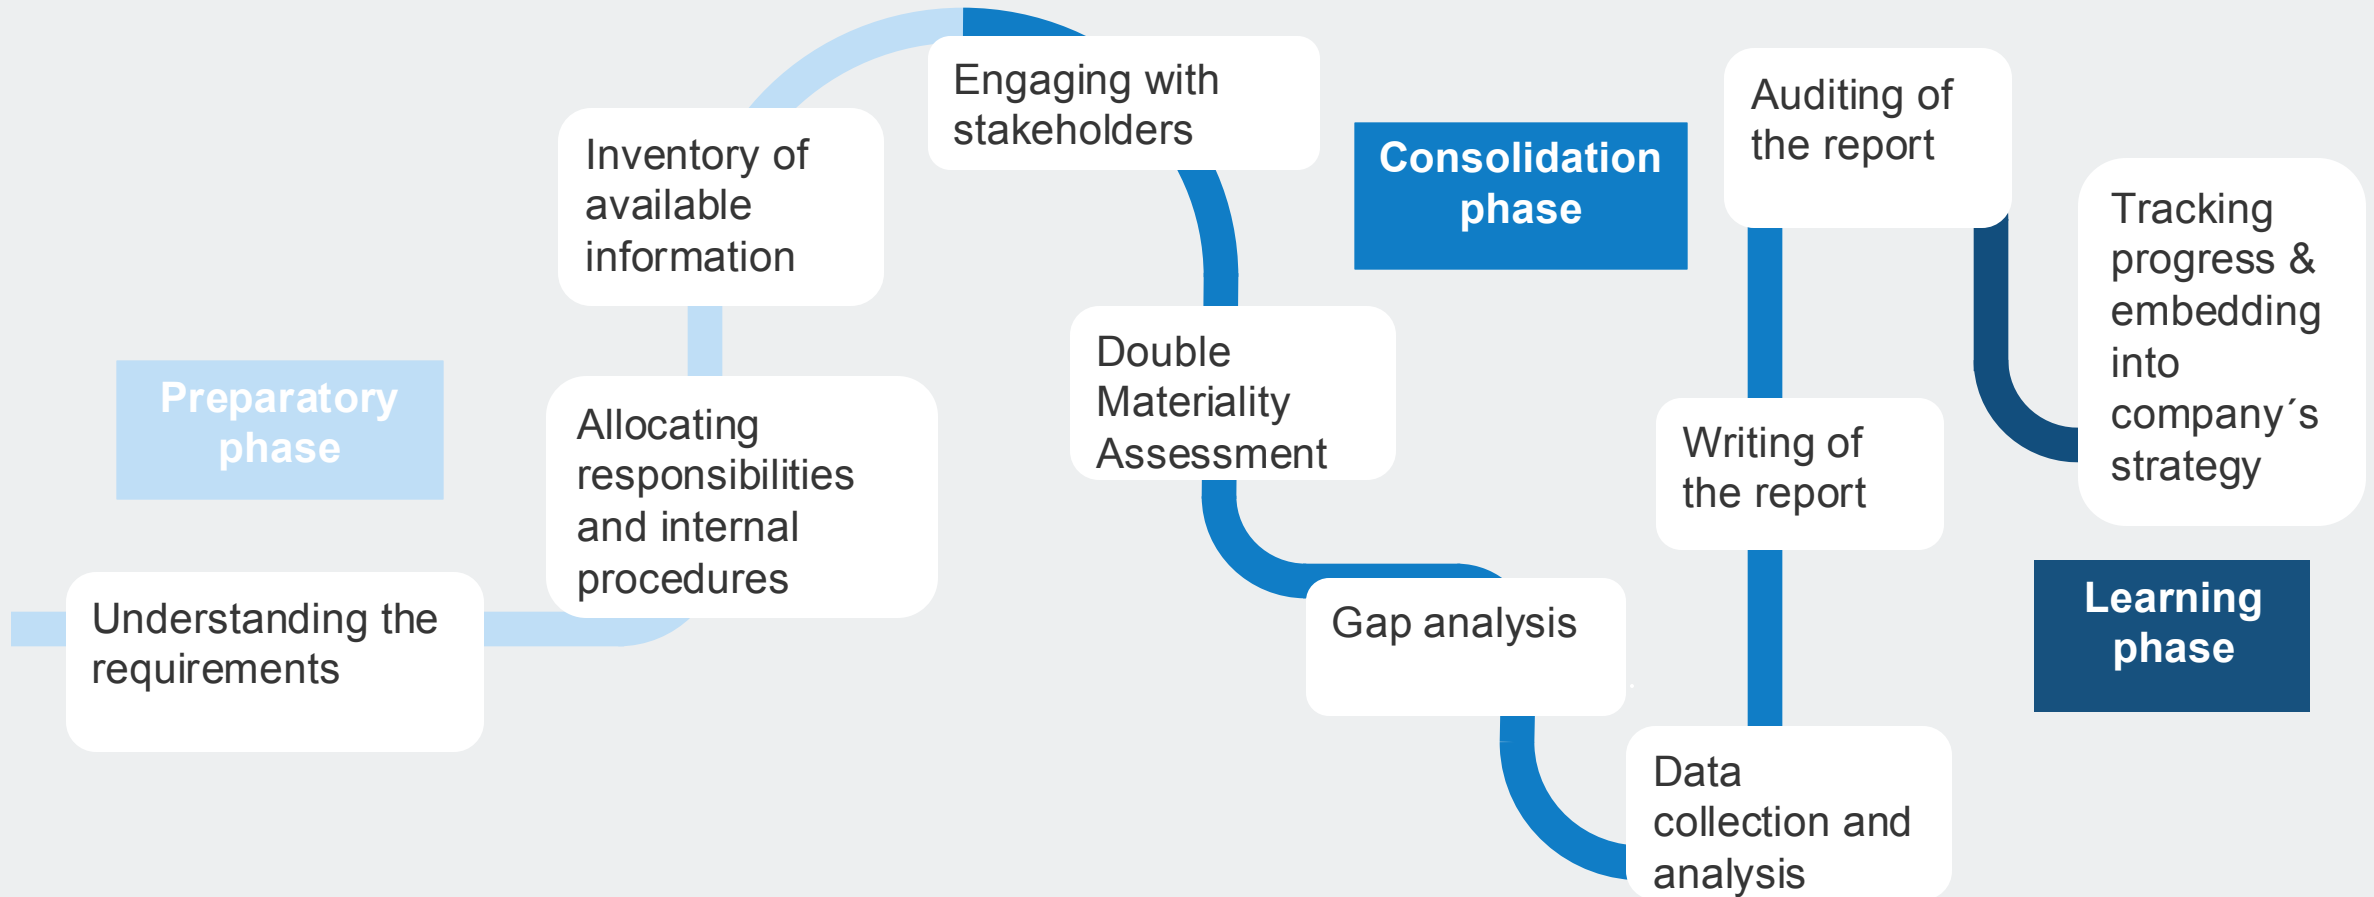 Engaging with
stakeholders
Auditing of
the report
Inventory of
available
information
Consolidation
phase
Tracking
progress &
embedding
into
company´s
strategy
Double
Materiality
Assessment
Preparatory
phase
Allocating
responsibilities
and internal
procedures
Writing of
the report
Understanding the
requirements
Gap analysis
Learning
phase
Data
collection and
analysis